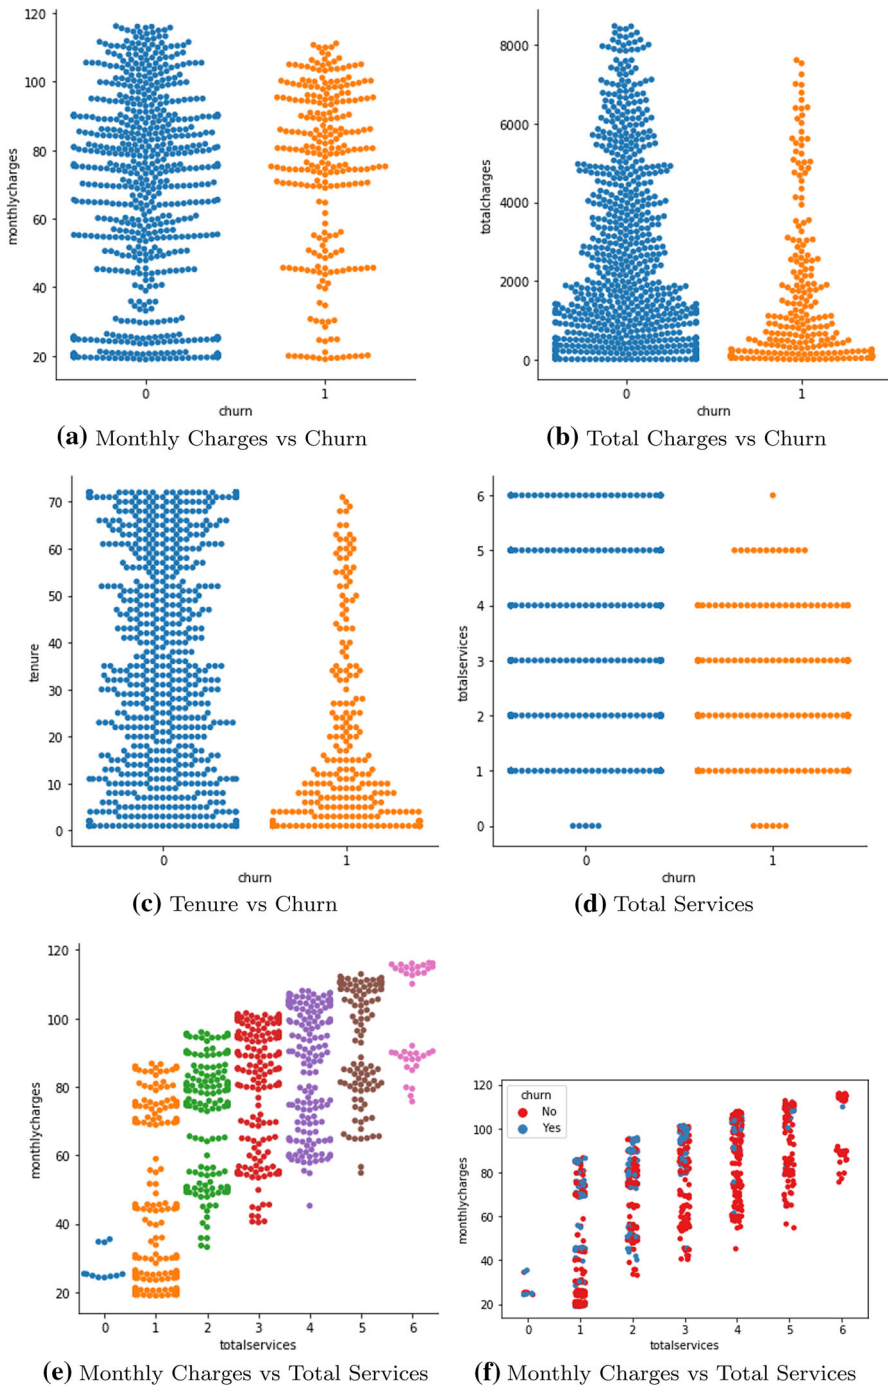 monthlycharges
120
100
80
60
40
20
0
1
churn
(a) Monthly Charges vs Churn
totalcharges
8000
6000
4000
2000
0
0
1
churn
(b) Total Charges vs Churn
tenure
70
60
50
40
30
20
10
0
0
1
churn
(c) Tenure vs Churn
totalservices
6
5
4
3
2
1
0
0
1
churn
(d) Total Services
monthlycharges
120
100
80
60
40
20
0
1
2
3
4
5
6
totalservices
(e) Monthly Charges vs Total Services
churn
No
Yes
monthlycharges
120
100
80
60
40
20
0
1
2
3
4
5
6
totalservices
(f) Monthly Charges vs Total Services